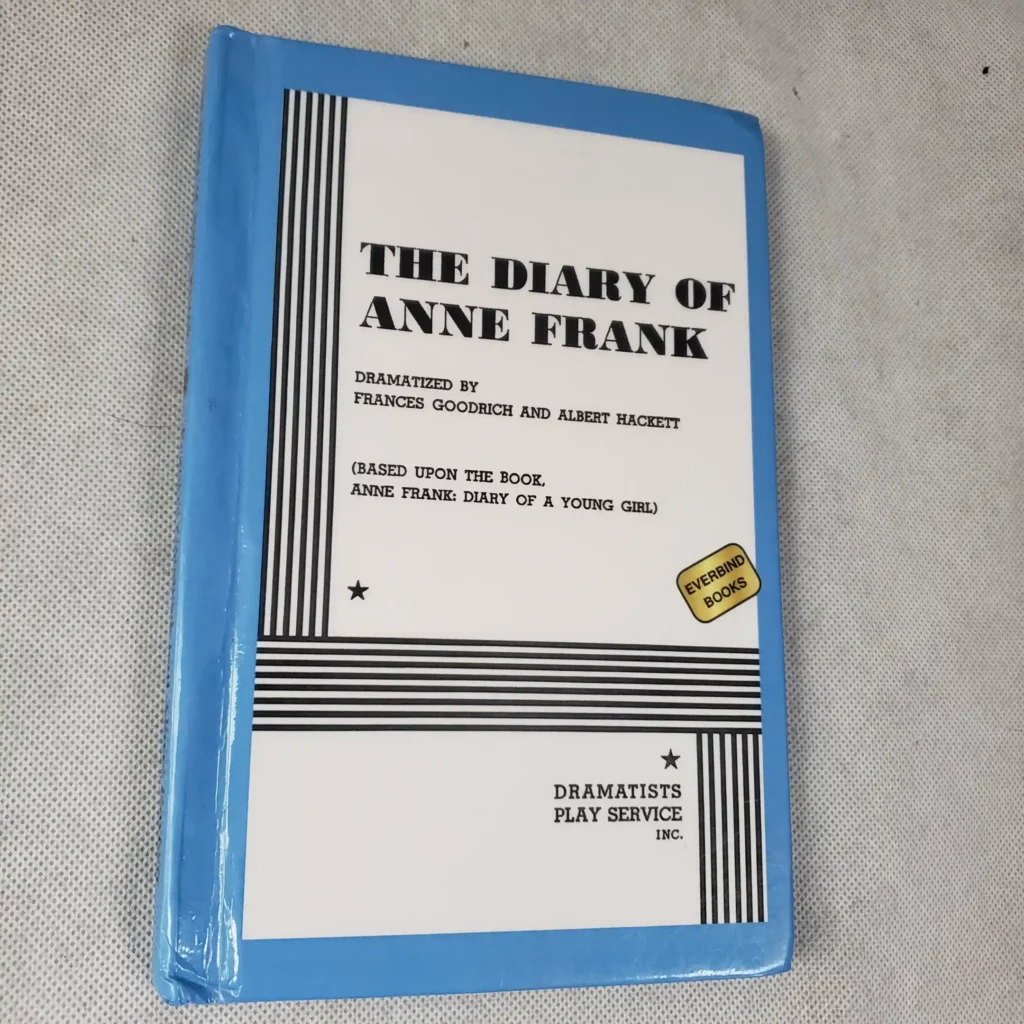 THE DIARY OF
ANNE FRANK
DRAMATIZED BY
FRANCES GOODRICH AND ALBERT HACKETT
(BASED UPON THE BOOK,
ANNE FRANK: DIARY OF A YOUNG GIRL)
EVERBIND
BOOKS
DRAMATISTS
PLAY SERVICE
INC.